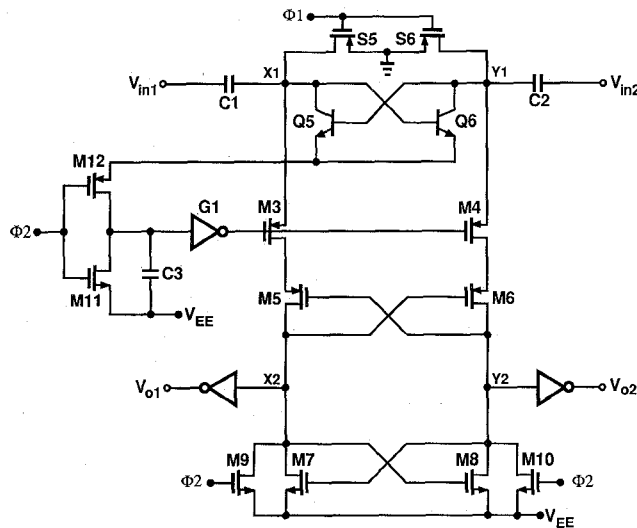 Φ1
S5 S6
X1 Y1
Vin1 C1 C2 Vin2
Q5 Q6
M12
G1 M3 M4
Φ2
C3
M11 M5 M6
VEE
X2 Y2
Vo1 Vo2
M9 M7 M8 M10
Φ2 Φ2
VEE